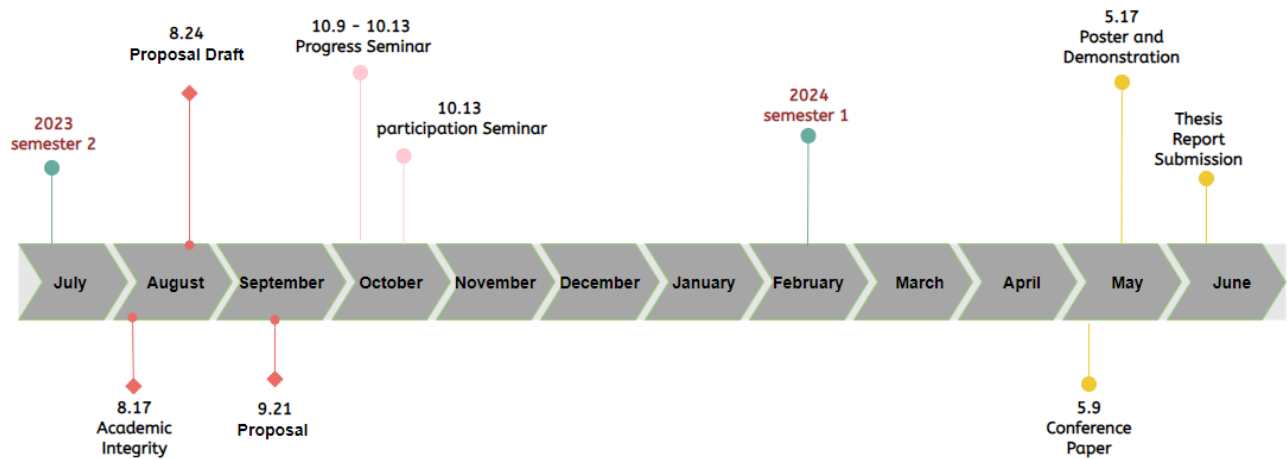 8.24
Proposal Draft
10.9 - 10.13
Progress Seminar
5.17
Poster and
Demonstration
2023
semester 2
10.13
participation Seminar
2024
semester 1
Thesis
Report
Submission
July
August
September
October
November
December
January
February
March
April
May
June
8.17
Academic
Integrity
9.21
Proposal
5.9
Conference
Paper